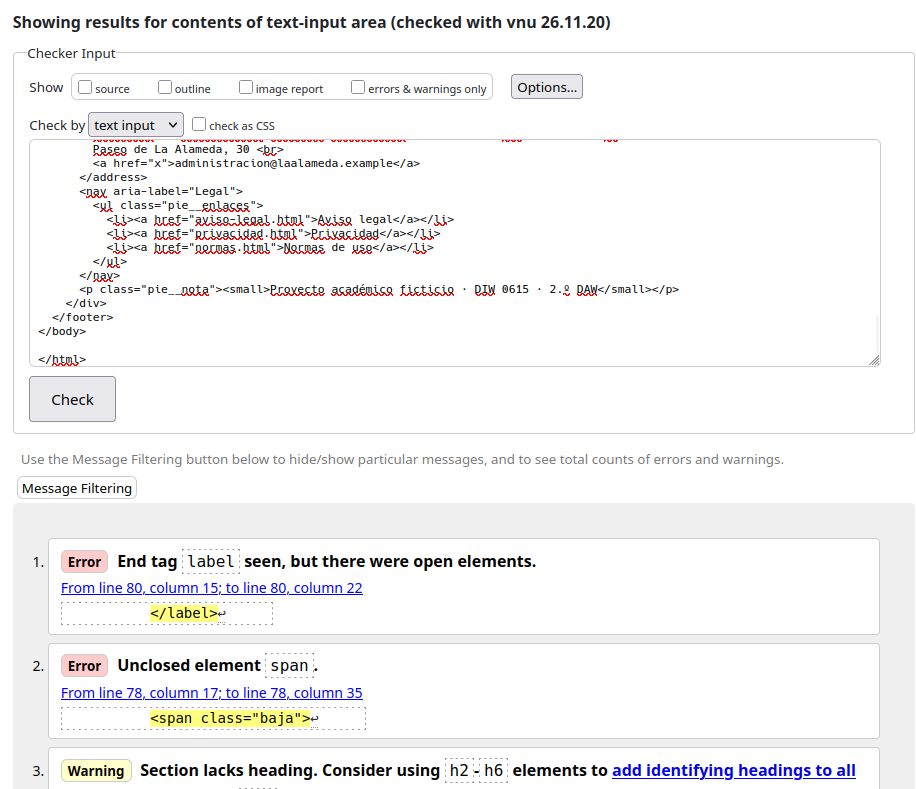 Showing results for contents of text-input area (checked with vnu 26.11.20)
Checker Input
Show source outline image report errors & warnings only Options...
Check by text input check as CSS
Paseo de La Alameda, 30 <br>
<a href="x">administracion@laalameda.example</a>
</address>
<nav aria-label="Legal">
<ul class="pie__enlaces">
<li><a href="aviso-legal.html">Aviso legal</a></li>
<li><a href="privacidad.html">Privacidad</a></li>
<li><a href="normas.html">Normas de uso</a></li>
</ul>
</nav>
<p class="pie__nota"><small>Proyecto académico ficticio · DIW 0615 · 2.º DAW</small></p>
</div>
</footer>
</body>
</html>
Check
Use the Message Filtering button below to hide/show particular messages, and to see total counts of errors and warnings.
Message Filtering
1. Error End tag label seen, but there were open elements.
From line 80, column 15; to line 80, column 22
</label>↩
2. Error Unclosed element span.
From line 78, column 17; to line 78, column 35
<span class="baja">↩
3. Warning Section lacks heading. Consider using h2-h6 elements to add identifying headings to all